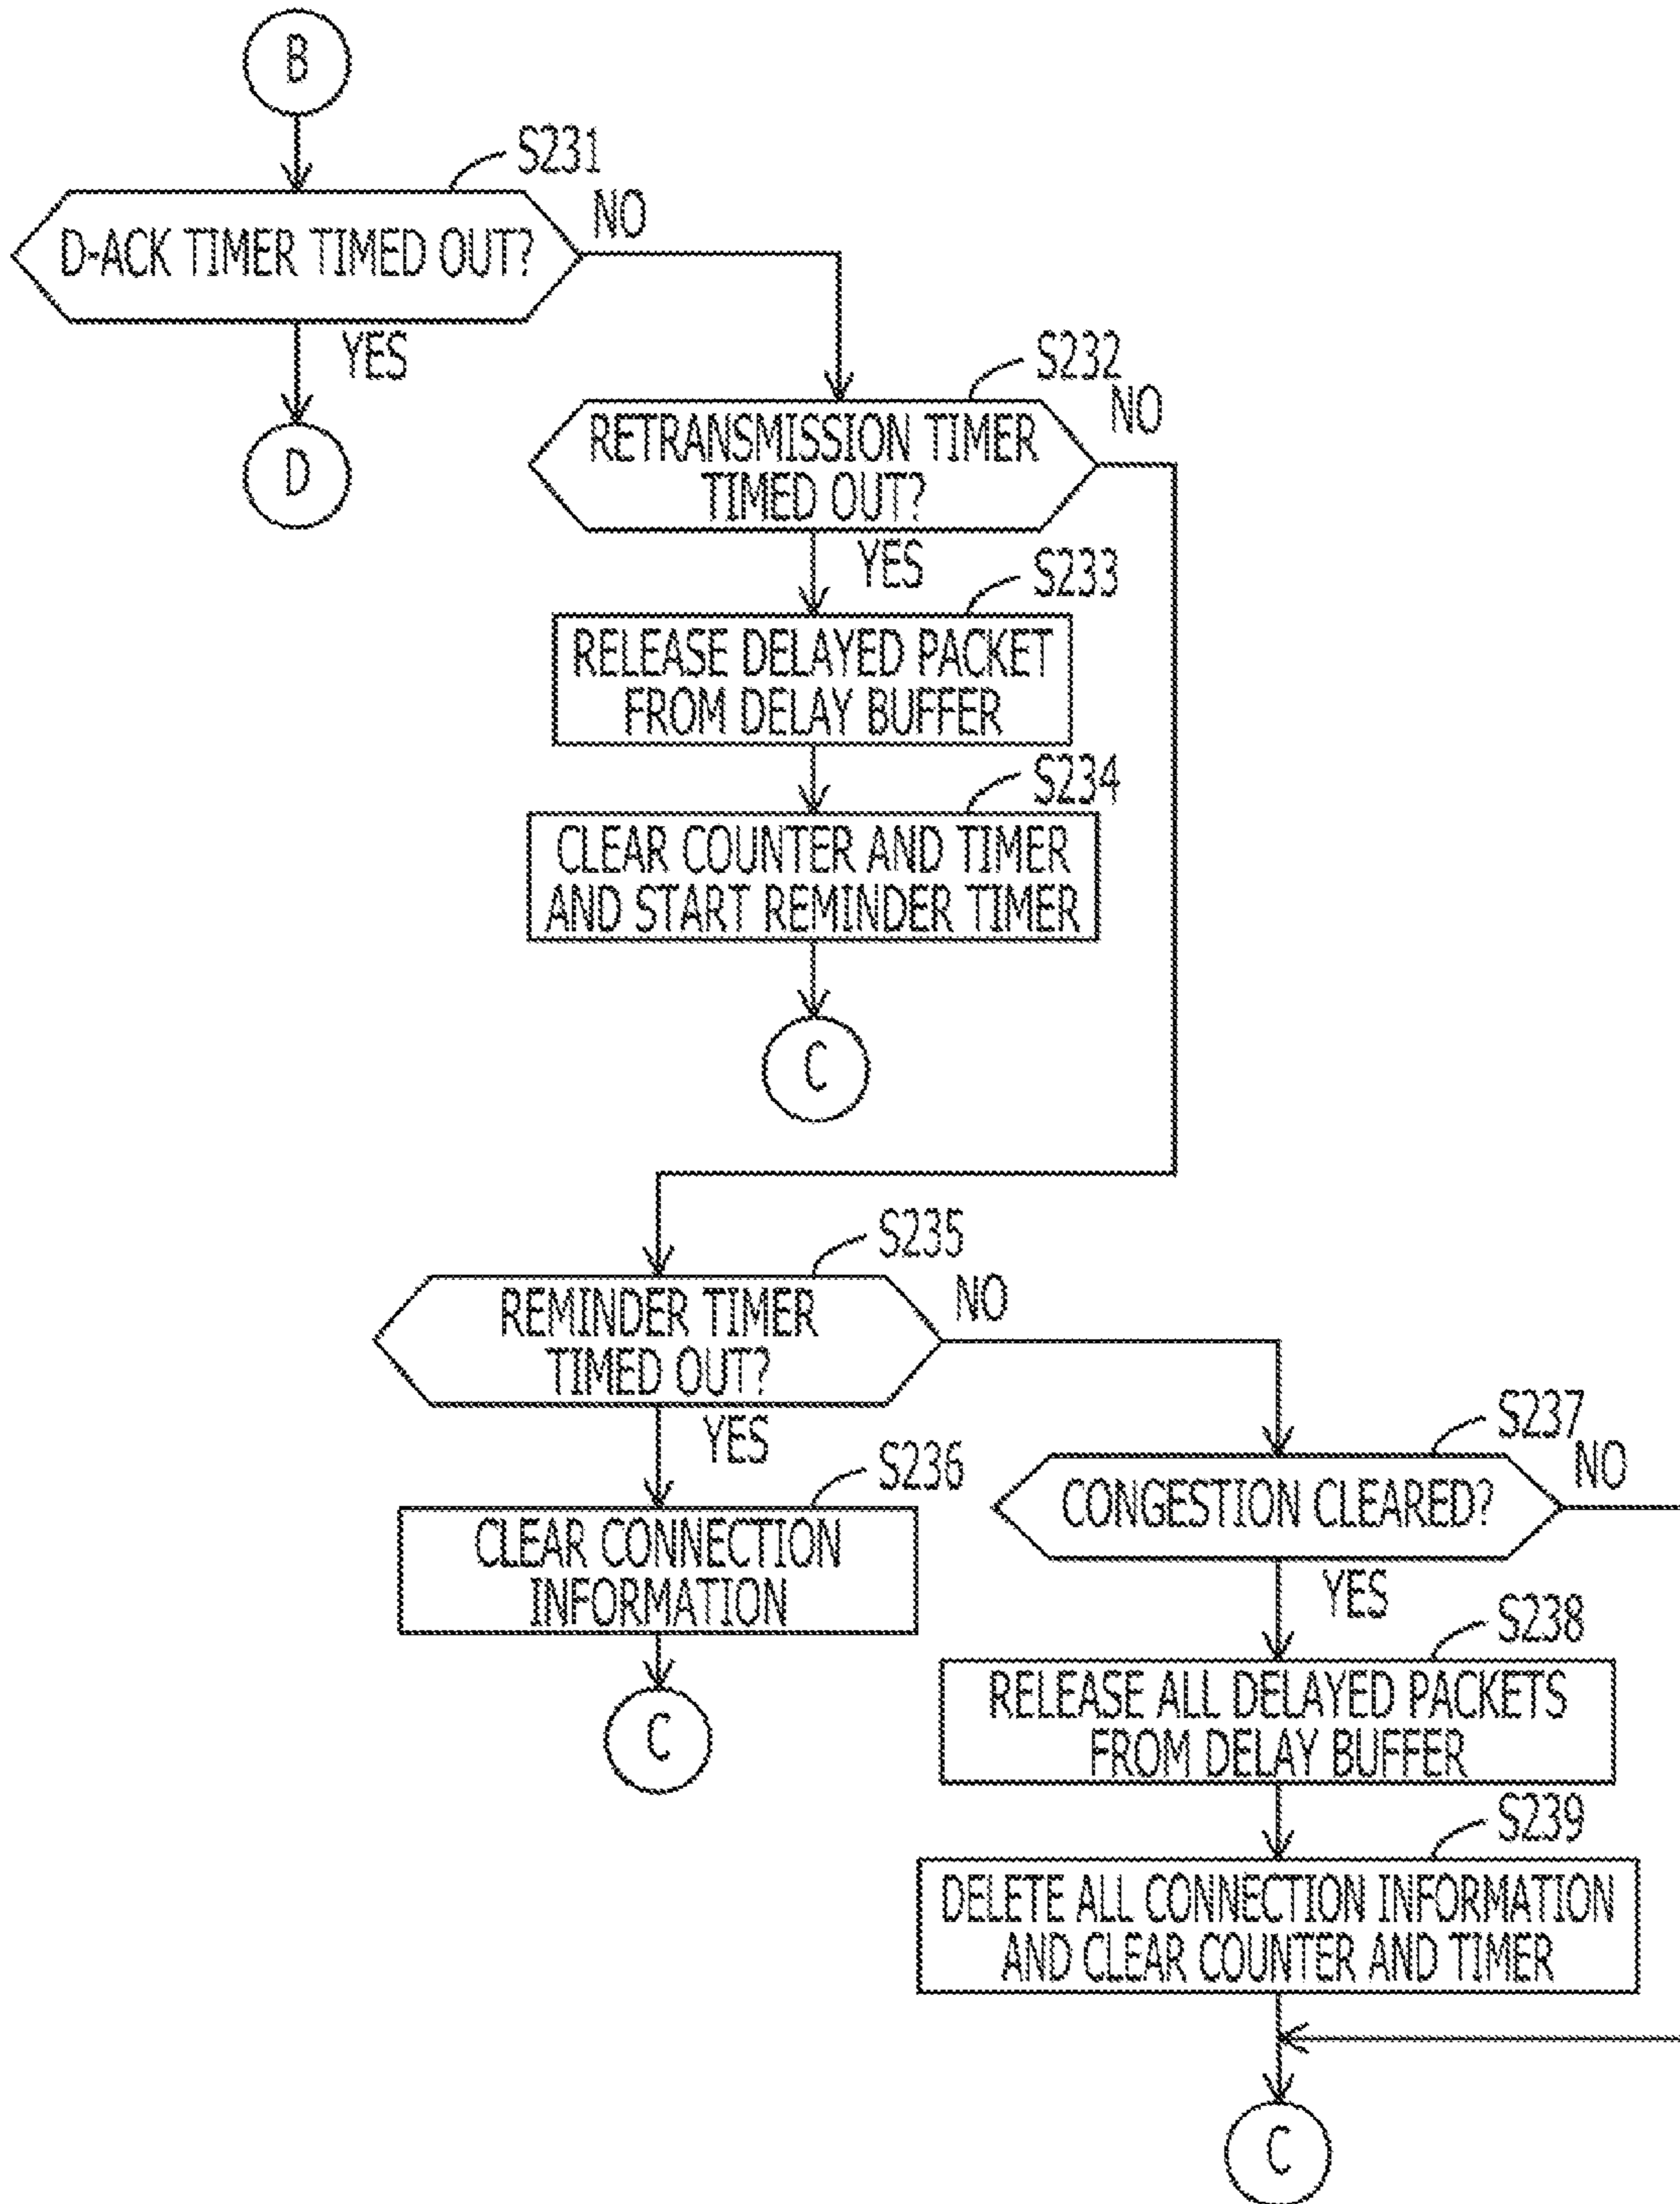 B
S231
D-ACK TIMER TIMED OUT?
NO
YES
D
S232
RETRANSMISSION TIMER
TIMED OUT?
NO
YES
S233
RELEASE DELAYED PACKET
FROM DELAY BUFFER
S234
CLEAR COUNTER AND TIMER
AND START REMINDER TIMER
C
S235
REMINDER TIMER
TIMED OUT?
NO
YES
S236
CLEAR CONNECTION
INFORMATION
C
S237
CONGESTION CLEARED?
NO
YES
S238
RELEASE ALL DELAYED PACKETS
FROM DELAY BUFFER
S239
DELETE ALL CONNECTION INFORMATION
AND CLEAR COUNTER AND TIMER
C